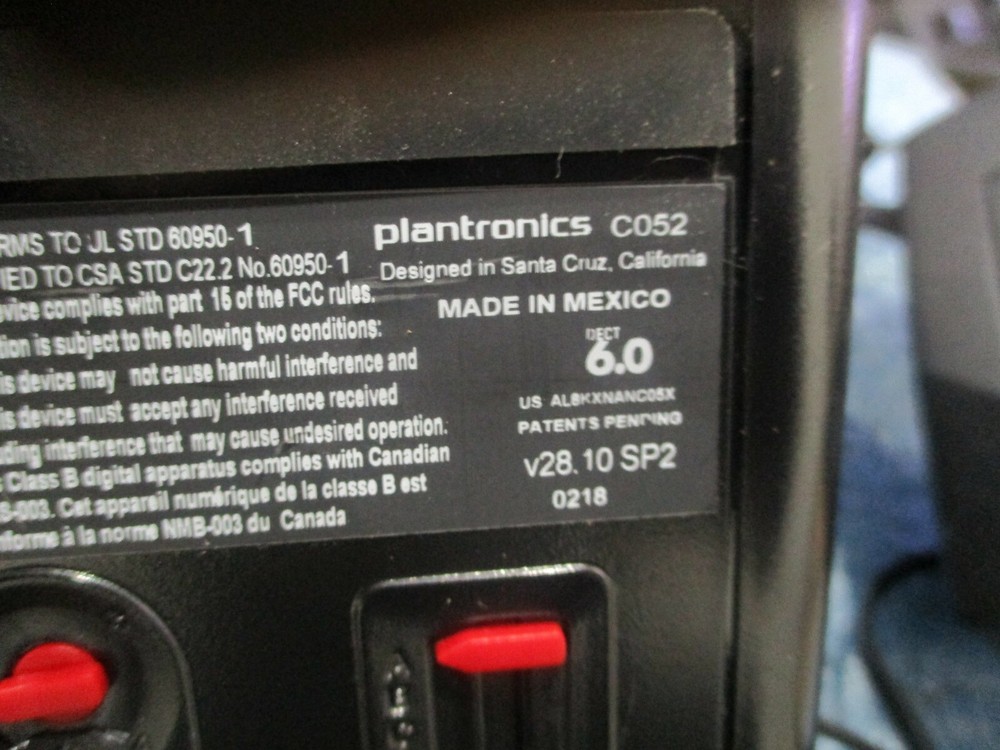 RMS TO UL STD 60950-1
IED TO CSA STD C22.2 No.60950-1
evice complies with part 15 of the FCC rules.
tion is subject to the following two conditions:
is device may not cause harmful interference and
is device must accept any interference received
uding interference that may cause undesired operation.
Class B digital apparatus complies with Canadian
S-003. Cet appareil numérique de la classe B est
nforme à la norme NMB-003 du Canada
plantronics C052
Designed in Santa Cruz, California
MADE IN MEXICO
DECT
6.0
US AL8KXNANC05X
PATENTS PENDING
v28.10 SP2
0218
A
B
C